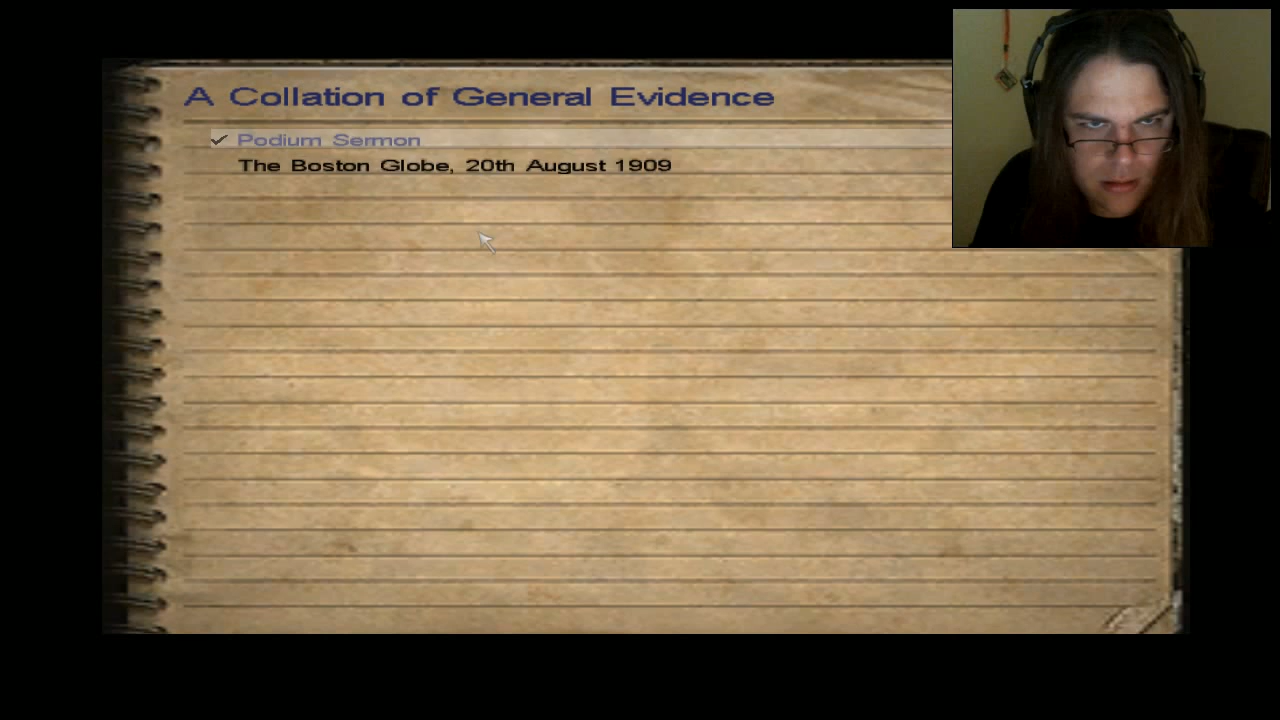 A Collation of General Evidence
Podium Sermon
The Boston Globe, 20th August 1909